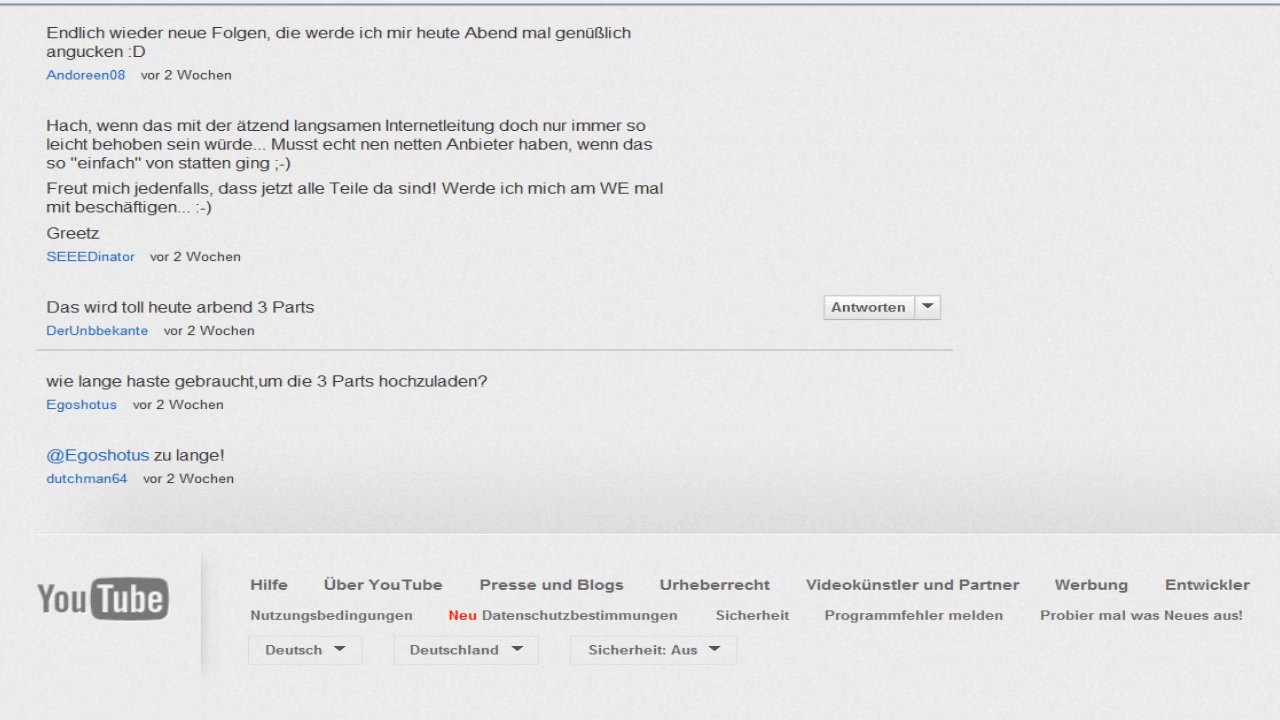 Endlich wieder neue Folgen, die werde ich mir heute Abend mal genüßlich
angucken :D
Andoreen08 vor 2 Wochen
Hach, wenn das mit der ätzend langsamen Internetleitung doch nur immer so
leicht behoben sein würde... Musst echt nen netten Anbieter haben, wenn das
so "einfach" von statten ging ;-)
Freut mich jedenfalls, dass jetzt alle Teile da sind! Werde ich mich am WE mal
mit beschäftigen... :-)
Greetz
SEEEDinator vor 2 Wochen
Das wird toll heute arbend 3 Parts
Antworten
DerUnbbekante vor 2 Wochen
wie lange haste gebraucht,um die 3 Parts hochzuladen?
Egoshotus vor 2 Wochen
@Egoshotus zu lange!
dutchman64 vor 2 Wochen
YouTube
Hilfe Über YouTube Presse und Blogs Urheberrecht Videokünstler und Partner Werbung Entwickler
Nutzungsbedingungen Neu Datenschutzbestimmungen Sicherheit Programmfehler melden Probier mal was Neues aus!
Deutsch Deutschland Sicherheit: Aus